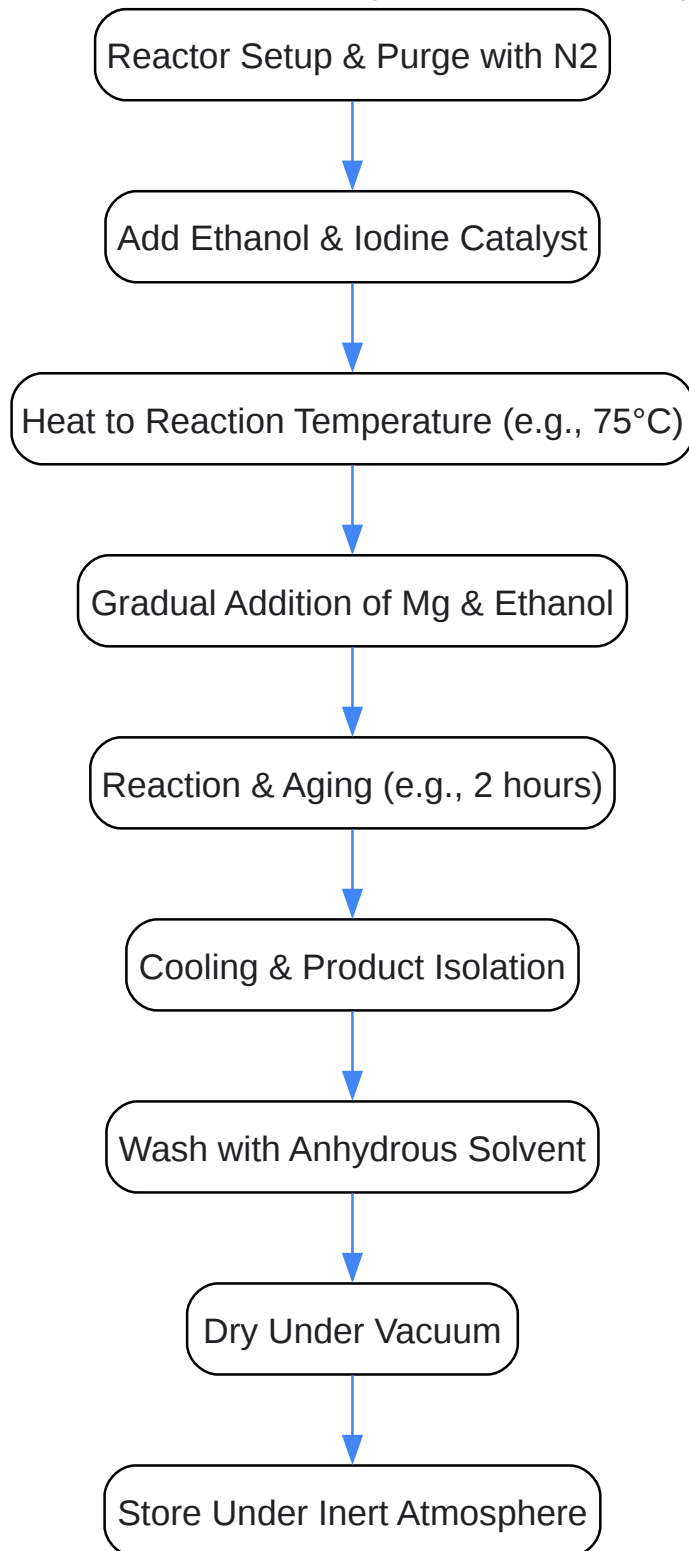 Reactor Setup & Purge with N2
Add Ethanol & Iodine Catalyst
Heat to Reaction Temperature (e.g., 75°C)
Gradual Addition of Mg & Ethanol
Reaction & Aging (e.g., 2 hours)
Cooling & Product Isolation
Wash with Anhydrous Solvent
Dry Under Vacuum
Store Under Inert Atmosphere